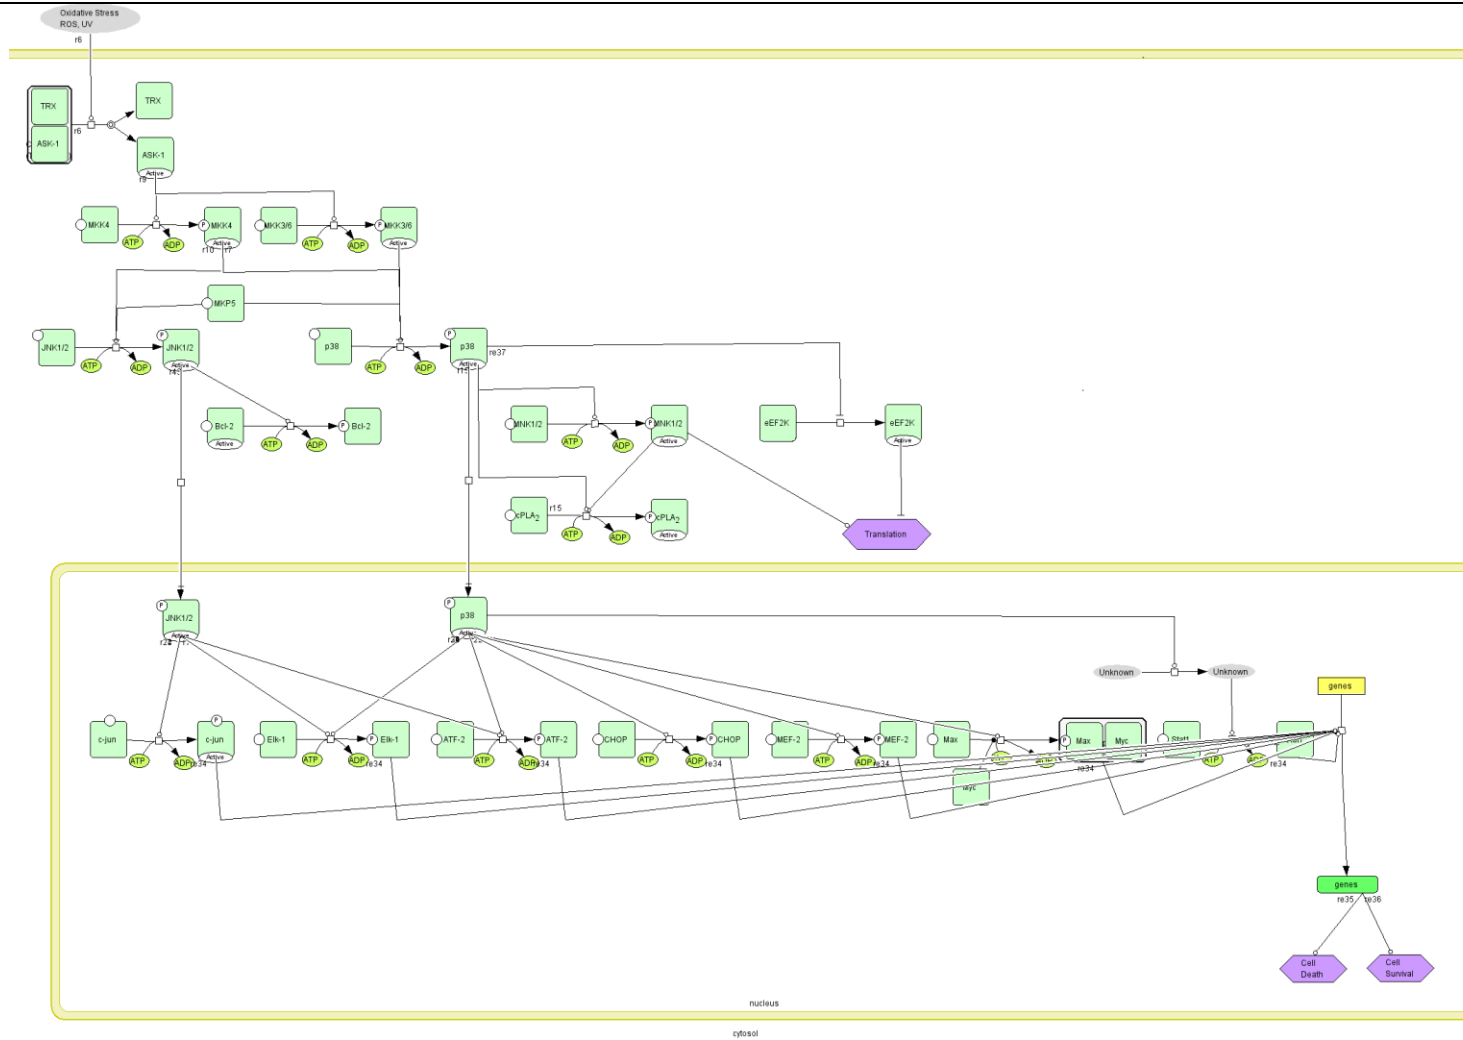 Oxidative Stress
ROS, UV
r6
TRX
TRX
r6
ASK-1
ASK-1
Active
r9
MKK4
P
MKK4
MKK3/6
P
MKK3/6
ATP
ADP
Active
ATP
ADP
Active
r10
r7
MKP5
P
P
JNK1/2
JNK1/2
p38
p38
re37
ATP
ADP
Active
ATP
ADP
Active
Bcl-2
P
Bcl-2
MNK1/2
P
MNK1/2
eEF2K
eEF2K
Active
ATP
ADP
ATP
ADP
Active
Active
r15
cPLA2
P
cPLA2
ATP
ADP
Active
Translation
P
JNK1/2
P
p38
Unknown
Unknown
genes
P
c-jun
c-jun
Elk-1
P
Elk-1
ATF-2
P
ATF-2
CHOP
P
CHOP
MEF-2
P
MEF-2
Max
P
Max
Myc
ATP
ADP
re34
Active
ATP
ADP
re34
ATP
ADP
re34
ATP
ADP
re34
ATP
ADP
re34
re34
ATP
re34
Myc
genes
re35
re36
Cell
Death
Cell
Survival
nucleus
cytosol